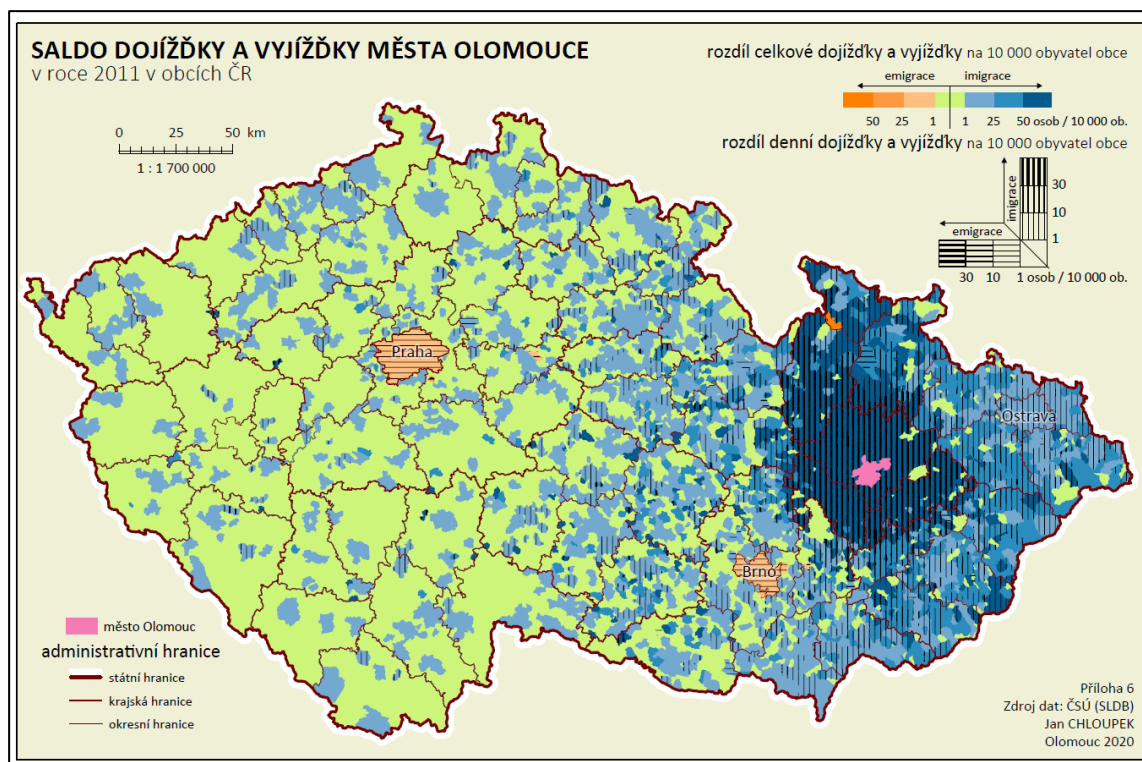 SALDO DOJÍŽĎKY A VYJÍŽĎKY MĚSTA OLOMOUCE
v roce 2011 v obcích ČR
0 25 50 km
1 : 1 700 000
rozdíl celkové dojížďky a vyjížďky na 10 000 obyvatel obce
emigrace imigrace
50 25 1 1 25 50 osob / 10 000 ob.
rozdíl denní dojížďky a vyjížďky na 10 000 obyvatel obce
imigrace
30
10
1
emigrace
30 10 1 osob / 10 000 ob.
Praha
Ostrava
Brno
město Olomouc
administrativní hranice
státní hranice
krajská hranice
okresní hranice
Příloha 6
Zdroj dat: ČSÚ (SLDB)
Jan CHLOUPEK
Olomouc 2020